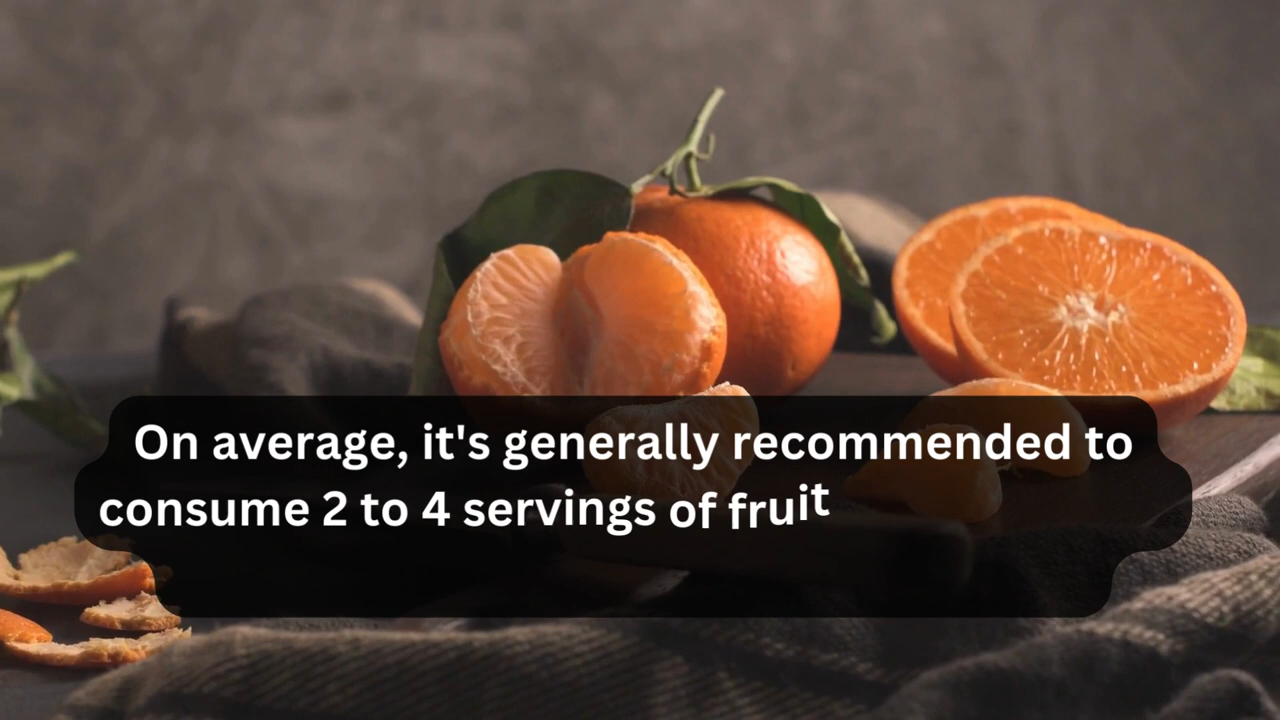 On average, it's generally recommended to
consume 2 to 4 servings of fruit